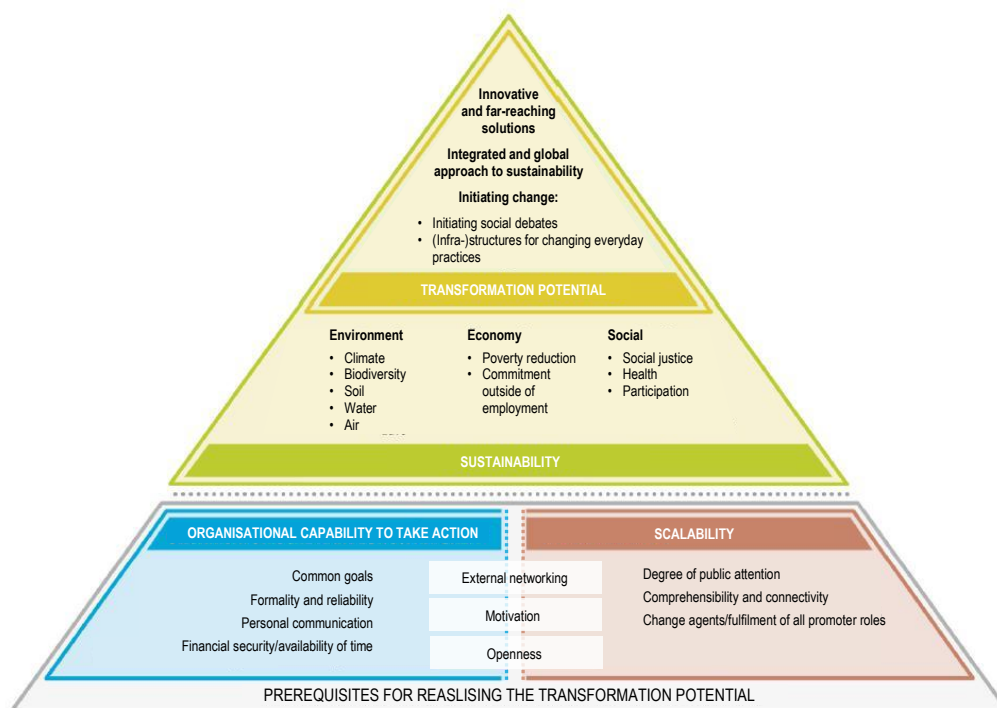 Innovative
and far-reaching
solutions
Integrated and global
approach to sustainability
Initiating change:
• Initiating social debates
• (Infra-)structures for changing everyday
practices
TRANSFORMATION POTENTIAL
Environment
• Climate
• Biodiversity
• Soil
• Water
• Air
Economy
• Poverty reduction
• Commitment
outside of
employment
Social
• Social justice
• Health
• Participation
SUSTAINABILITY
ORGANISATIONAL CAPABILITY TO TAKE ACTION
Common goals
Formality and reliability
Personal communication
Financial security/availability of time
External networking
Motivation
Openness
SCALABILITY
Degree of public attention
Comprehensibility and connectivity
Change agents/fulfilment of all promoter roles
PREREQUISITES FOR REASLISING THE TRANSFORMATION POTENTIAL